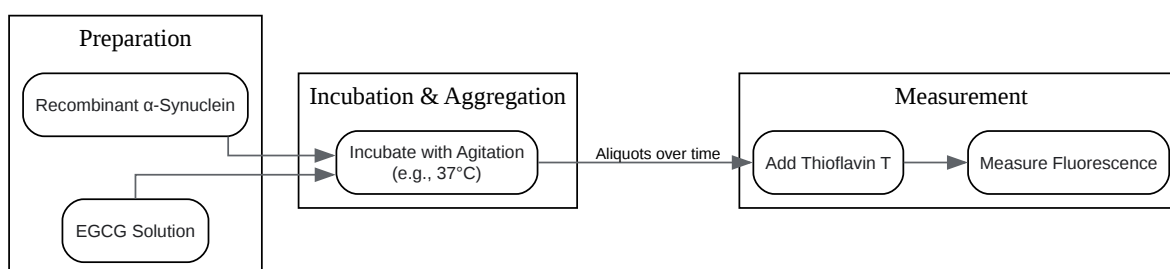 Preparation
Recombinant α-Synuclein
EGCG Solution
Incubation & Aggregation
Incubate with Agitation
(e.g., 37°C)
Aliquots over time
Measurement
Add Thioflavin T
Measure Fluorescence